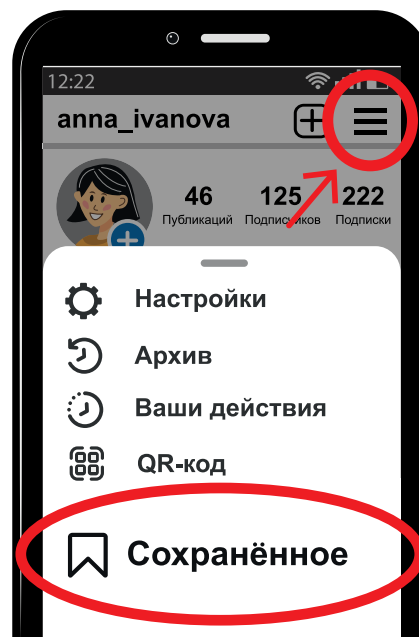 12:22
anna_ivanova
46 125 222
Публикаций Подписчиков Подписки
Настройки
Архив
Ваши действия
QR-код
Сохранённое